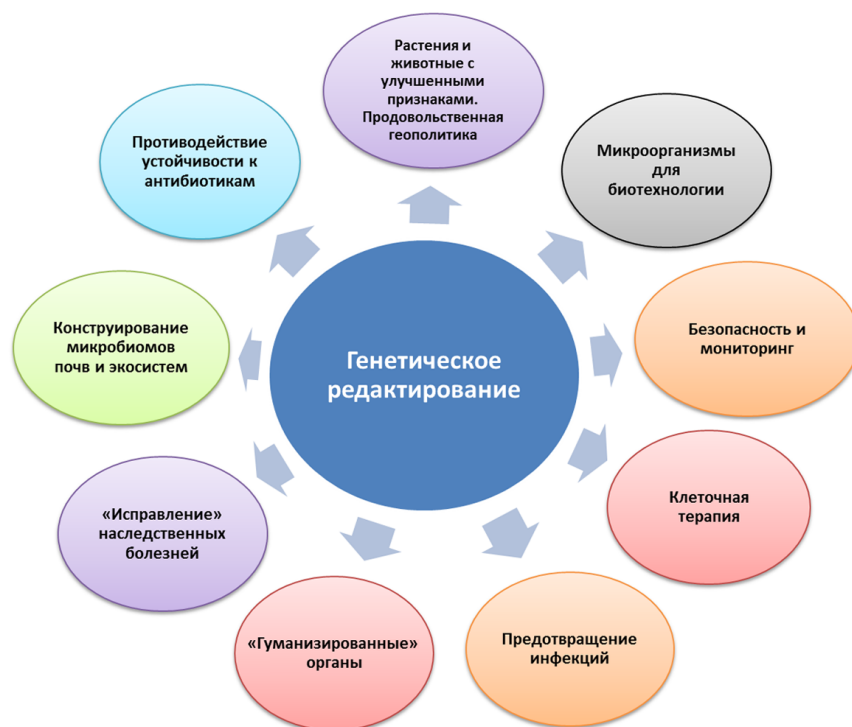 Растения и
животные с
улучшенными
признаками.
Продовольственная
геополитика
Микроорганизмы
для
биотехнологии
Безопасность и
мониторинг
Клеточная
терапия
Предотвращение
инфекций
«Гуманизированные»
органы
«Исправление»
наследственных
болезней
Конструирование
микробиомов
почв и экосистем
Противодействие
устойчивости к
антибиотикам
Генетическое
редактирование